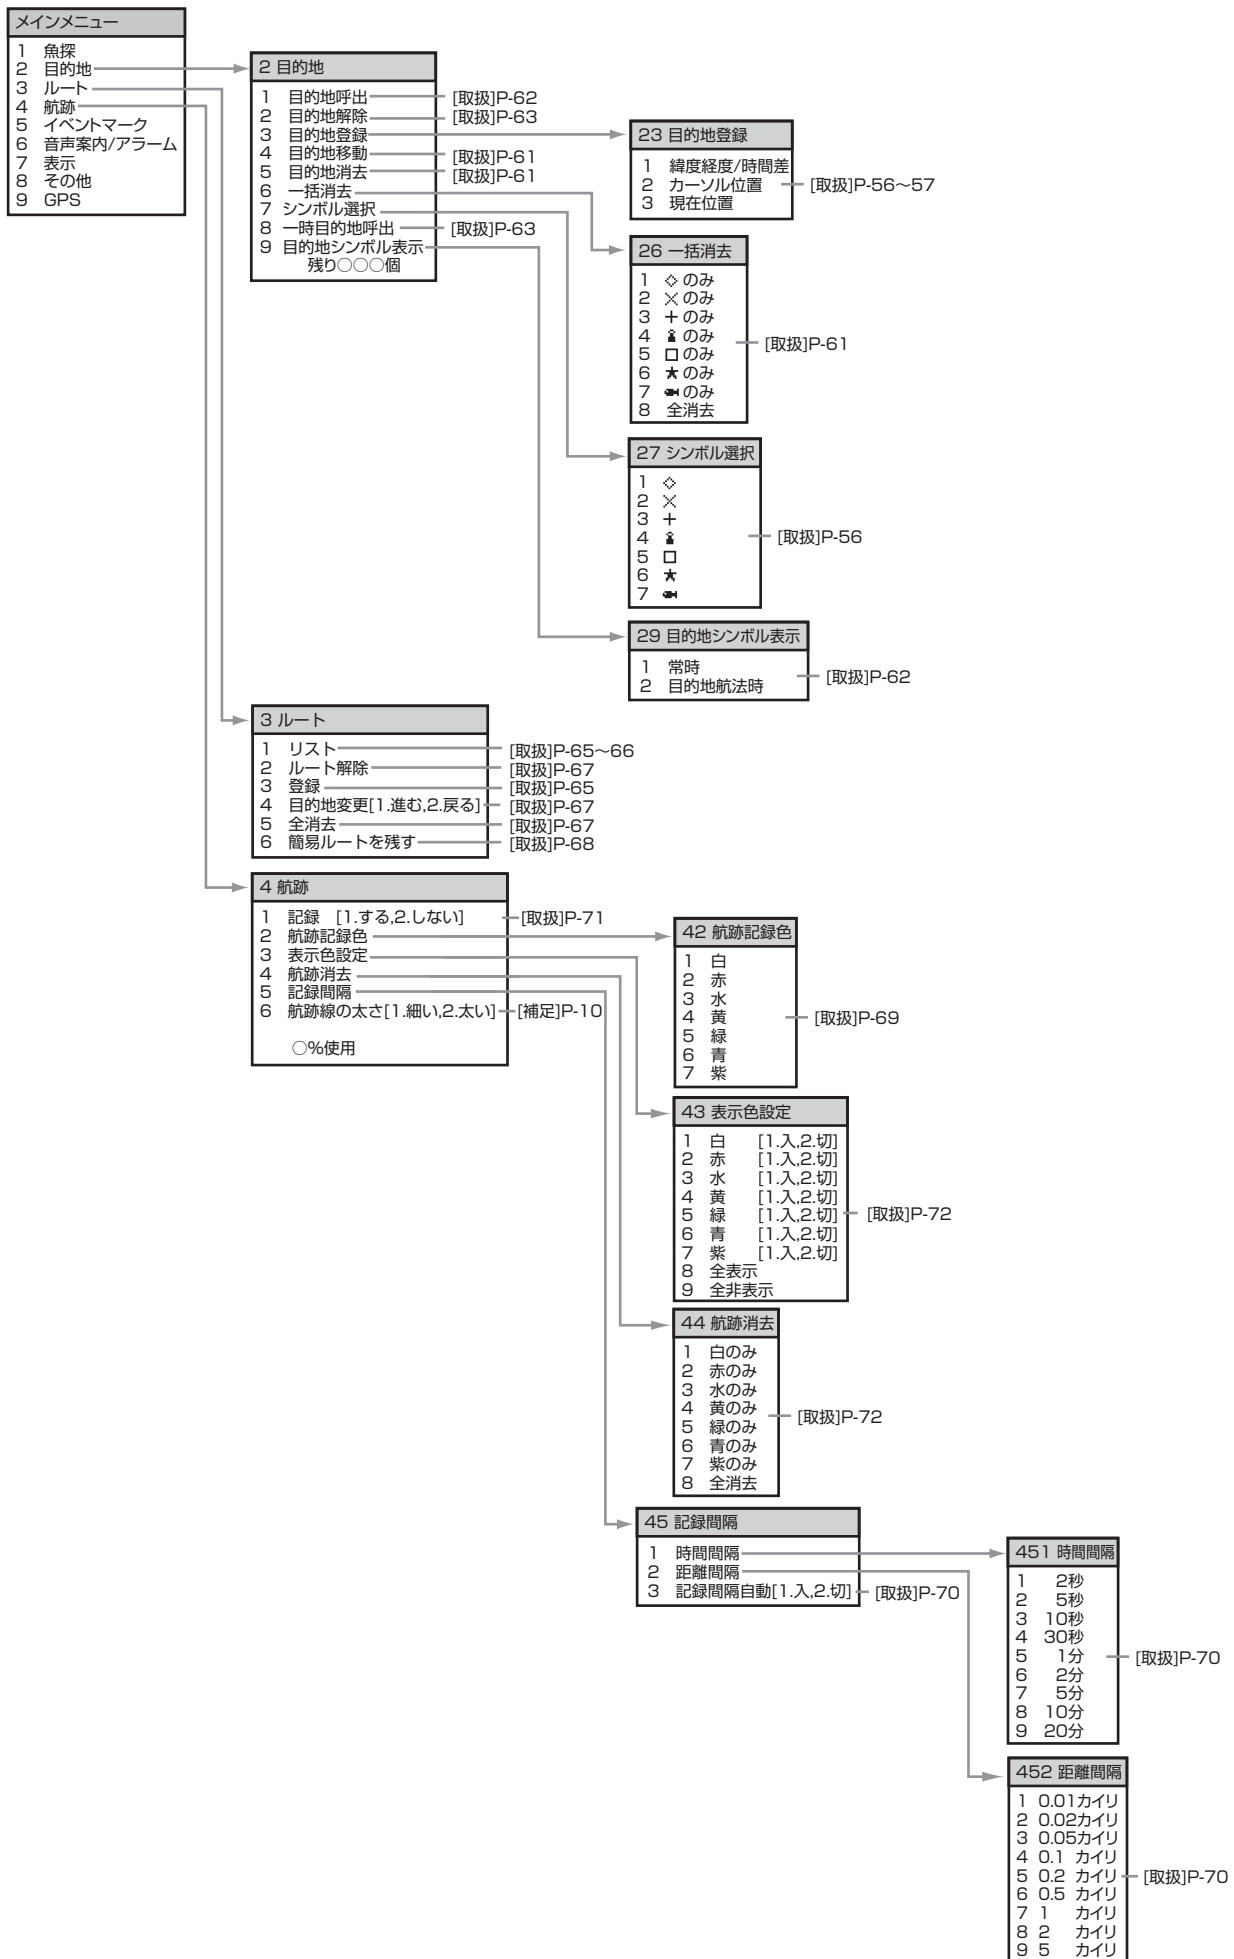 メインメニュー
1 魚探
2 目的地
3 ルート
4 航跡
5 イベントマーク
6 音声案内/アラーム
7 表示
8 その他
9 GPS
2 目的地
1 目的地呼出 [取扱]P-62
2 目的地解除 [取扱]P-63
3 目的地登録
4 目的地移動 [取扱]P-61
5 目的地消去 [取扱]P-61
6 一括消去
7 シンボル選択
8 一時目的地呼出 [取扱]P-63
9 目的地シンボル表示
残り○○○個
23 目的地登録
1 緯度経度/時間差
2 カーソル位置 [取扱]P-56～57
3 現在位置
26 一括消去
1 ◇のみ
2 ×のみ
3 +のみ
4 のみ
5 □のみ
6 ★のみ
7 のみ
8 全消去
[取扱]P-61
27 シンボル選択
1 ◇
2 ×
3 +
4
5 □
6 ★
7
[取扱]P-56
29 目的地シンボル表示
1 常時
2 目的地航法時
[取扱]P-62
3 ルート
1 リスト [取扱]P-65～66
2 ルート解除 [取扱]P-67
3 登録 [取扱]P-65
4 目的地変更[1.進む,2.戻る] [取扱]P-67
5 全消去 [取扱]P-67
6 簡易ルートを残す [取扱]P-68
4 航跡
1 記録 [1.する,2.しない] [取扱]P-71
2 航跡記録色
3 表示色設定
4 航跡消去
5 記録間隔
6 航跡線の太さ[1.細い,2.太い] [補足]P-10
○%使用
42 航跡記録色
1 白
2 赤
3 水
4 黄
5 緑
6 青
7 紫
[取扱]P-69
43 表示色設定
1 白 [1.入,2.切]
2 赤 [1.入,2.切]
3 水 [1.入,2.切]
4 黄 [1.入,2.切]
5 緑 [1.入,2.切]
6 青 [1.入,2.切]
7 紫 [1.入,2.切]
8 全表示
9 全非表示
[取扱]P-72
44 航跡消去
1 白のみ
2 赤のみ
3 水のみ
4 黄のみ
5 緑のみ
6 青のみ
7 紫のみ
8 全消去
[取扱]P-72
45 記録間隔
1 時間間隔
2 距離間隔
3 記録間隔自動[1.入,2.切] [取扱]P-70
451 時間間隔
1 2秒
2 5秒
3 10秒
4 30秒
5 1分
6 2分
7 5分
8 10分
9 20分
[取扱]P-70
452 距離間隔
1 0.01カイリ
2 0.02カイリ
3 0.05カイリ
4 0.1 カイリ
5 0.2 カイリ
6 0.5 カイリ
7 1 カイリ
8 2 カイリ
9 5 カイリ
[取扱]P-70